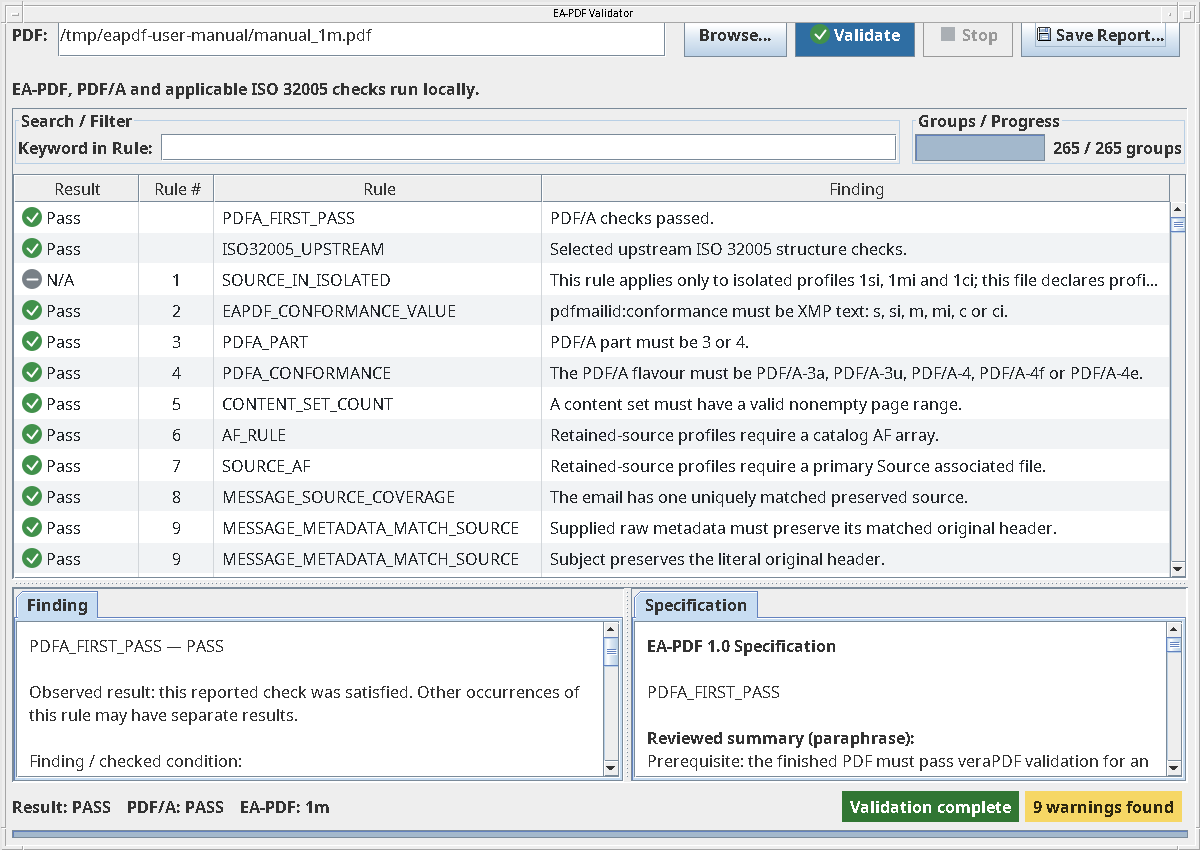 EA-PDF Validator
PDF: /tmp/eapdf-user-manual/manual_1m.pdf Browse... Validate Stop Save Report...
EA-PDF, PDF/A and applicable ISO 32005 checks run locally.
Search / Filter Groups / Progress
Keyword in Rule: 265 / 265 groups
Result Rule # Rule Finding
Pass PDFA_FIRST_PASS PDF/A checks passed.
Pass ISO32005_UPSTREAM Selected upstream ISO 32005 structure checks.
N/A 1 SOURCE_IN_ISOLATED This rule applies only to isolated profiles 1si, 1mi and 1ci; this file declares profi...
Pass 2 EAPDF_CONFORMANCE_VALUE pdfmailid:conformance must be XMP text: s, si, m, mi, c or ci.
Pass 3 PDFA_PART PDF/A part must be 3 or 4.
Pass 4 PDFA_CONFORMANCE The PDF/A flavour must be PDF/A-3a, PDF/A-3u, PDF/A-4, PDF/A-4f or PDF/A-4e.
Pass 5 CONTENT_SET_COUNT A content set must have a valid nonempty page range.
Pass 6 AF_RULE Retained-source profiles require a catalog AF array.
Pass 7 SOURCE_AF Retained-source profiles require a primary Source associated file.
Pass 8 MESSAGE_SOURCE_COVERAGE The email has one uniquely matched preserved source.
Pass 9 MESSAGE_METADATA_MATCH_SOURCE Supplied raw metadata must preserve its matched original header.
Pass 9 MESSAGE_METADATA_MATCH_SOURCE Subject preserves the literal original header.
Finding
PDFA_FIRST_PASS — PASS
Observed result: this reported check was satisfied. Other occurrences of
this rule may have separate results.
Finding / checked condition:
Specification
EA-PDF 1.0 Specification
PDFA_FIRST_PASS
Reviewed summary (paraphrase):
Prerequisite: the finished PDF must pass veraPDF validation for an
Result: PASS PDF/A: PASS EA-PDF: 1m Validation complete 9 warnings found